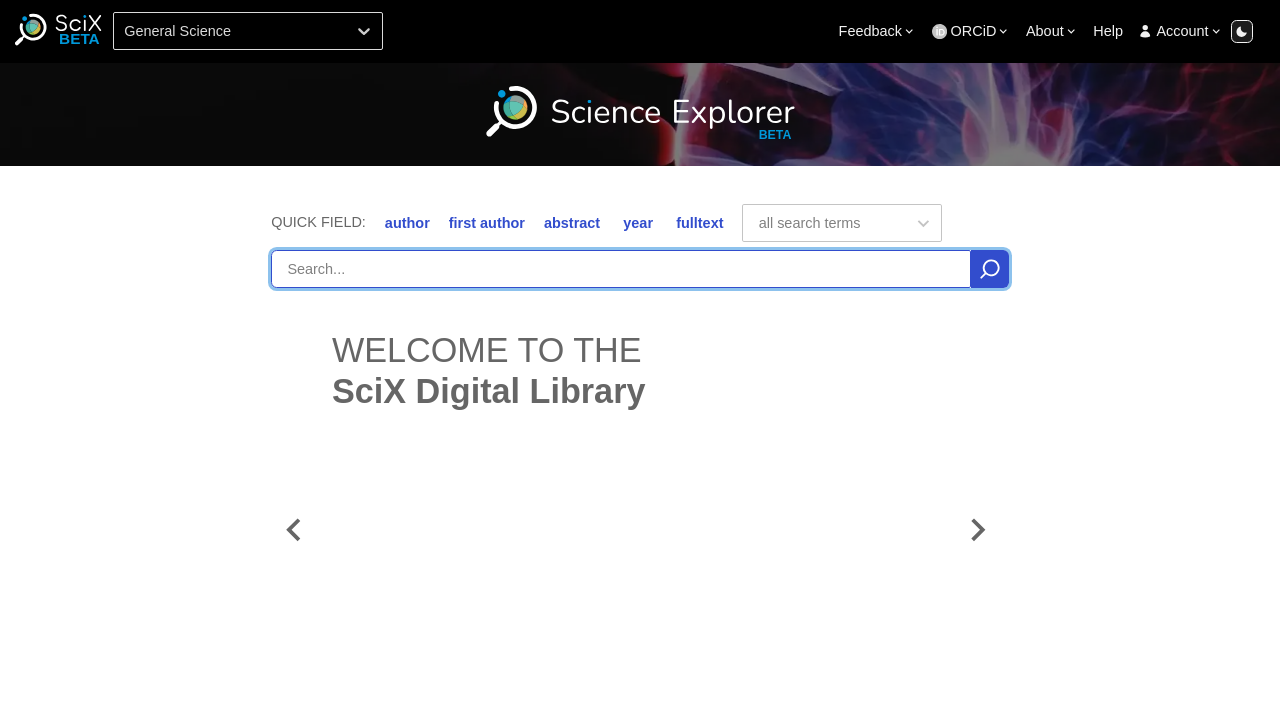 SciX
BETA
General Science
Feedback
iD ORCiD
About
Help
Account
Science Explorer
BETA
QUICK FIELD: author first author abstract year fulltext all search terms
Search...
WELCOME TO THE
SciX Digital Library